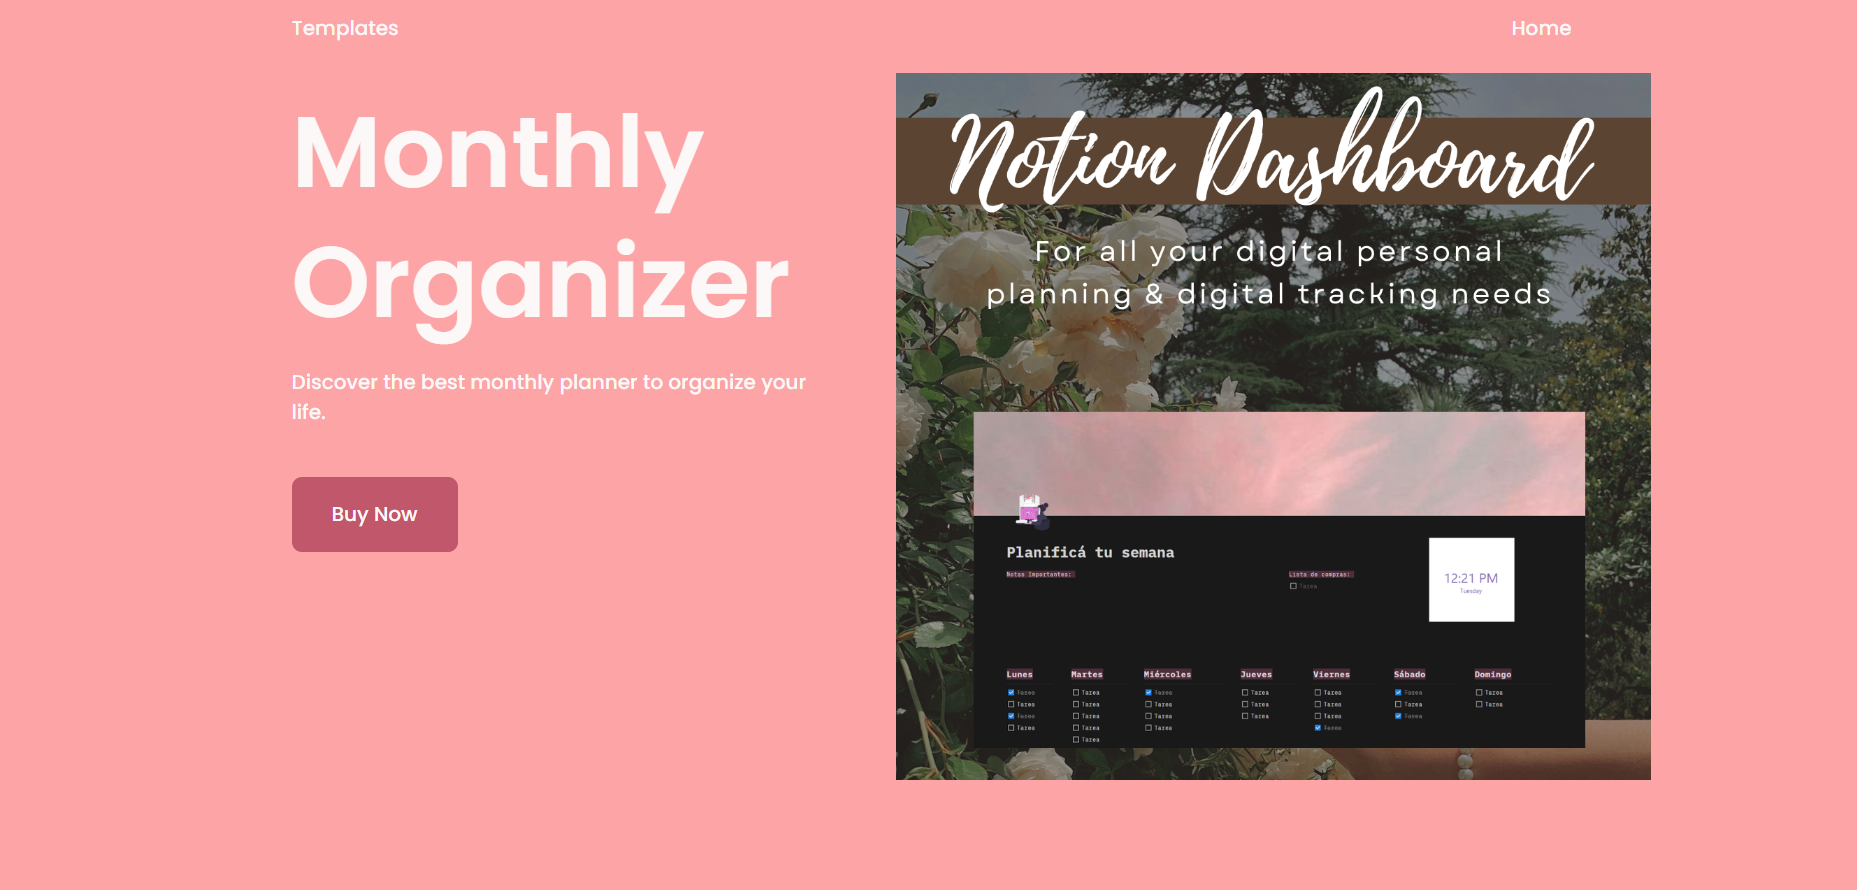 Templates
Home
Monthly
Organizer
Discover the best monthly planner to organize your
life.
Buy Now
Notion Dashboard
For all your digital personal
planning & digital tracking needs
Planificá tu semana
Notas Importantes:
Lista de compras:
Tarea
12:21 PM
Tuesday
Lunes Martes Miércoles Jueves Viernes Sábado Domingo
Tarea Tarea Tarea Tarea Tarea Tarea Tarea
Tarea Tarea Tarea Tarea Tarea Tarea Tarea
Tarea Tarea Tarea Tarea Tarea Tarea
Tarea Tarea Tarea Tarea
Tarea